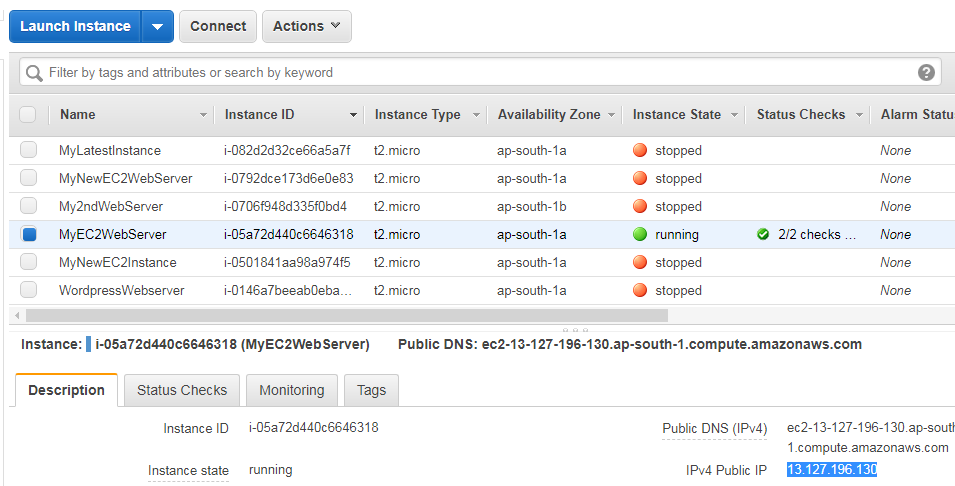 Launch Instance Connect Actions
Filter by tags and attributes or search by keyword
Name Instance ID Instance Type Availability Zone Instance State Status Checks Alarm Statu
MyLatestInstance i-082d2d32ce66a5a7f t2.micro ap-south-1a stopped None
MyNewEC2WebServer i-0792dce173d6e0e83 t2.micro ap-south-1a stopped None
My2ndWebServer i-0706f948d335f0bd4 t2.micro ap-south-1b stopped None
MyEC2WebServer i-05a72d440c6646318 t2.micro ap-south-1a running 2/2 checks ... None
MyNewEC2Instance i-0501841aa98a974f5 t2.micro ap-south-1a stopped None
WordpressWebserver i-0146a7beeab0eba... t2.micro ap-south-1a stopped None
Instance: i-05a72d440c6646318 (MyEC2WebServer) Public DNS: ec2-13-127-196-130.ap-south-1.compute.amazonaws.com
Description Status Checks Monitoring Tags
Instance ID i-05a72d440c6646318 Public DNS (IPv4) ec2-13-127-196-130.ap-south-
1.compute.amazonaws.com
Instance state running IPv4 Public IP 13.127.196.130